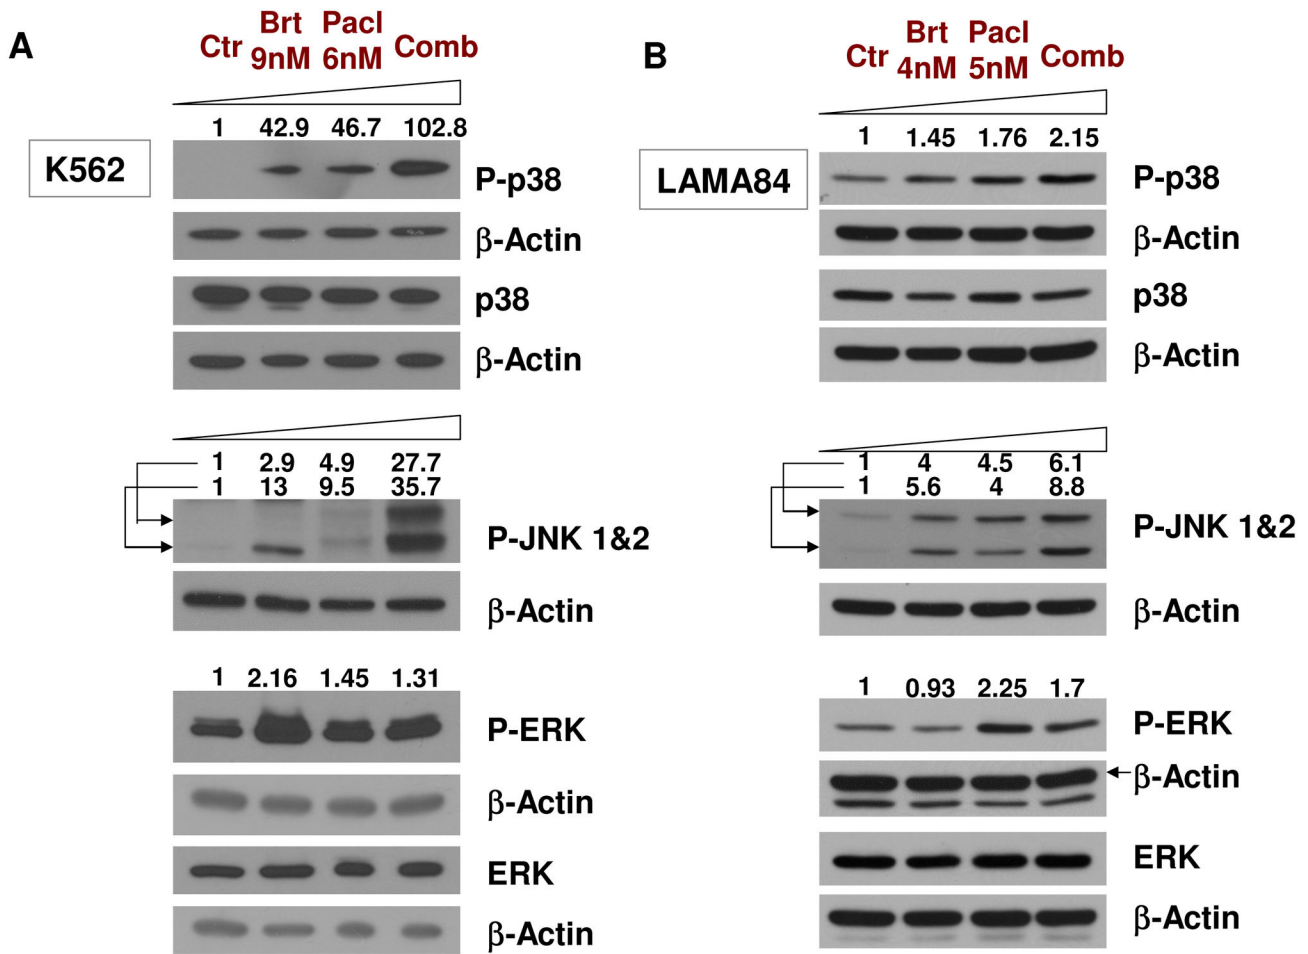 A
Ctr Brt 9nM Pacl 6nM Comb
K562
1 42.9 46.7 102.8
P-p38
β-Actin
p38
β-Actin
1 2.9 4.9 27.7
1 13 9.5 35.7
P-JNK 1&2
β-Actin
1 2.16 1.45 1.31
P-ERK
β-Actin
ERK
β-Actin
B
Ctr Brt 4nM Pacl 5nM Comb
LAMA84
1 1.45 1.76 2.15
P-p38
β-Actin
p38
β-Actin
1 4 4.5 6.1
1 5.6 4 8.8
P-JNK 1&2
β-Actin
1 0.93 2.25 1.7
P-ERK
β-Actin
ERK
β-Actin